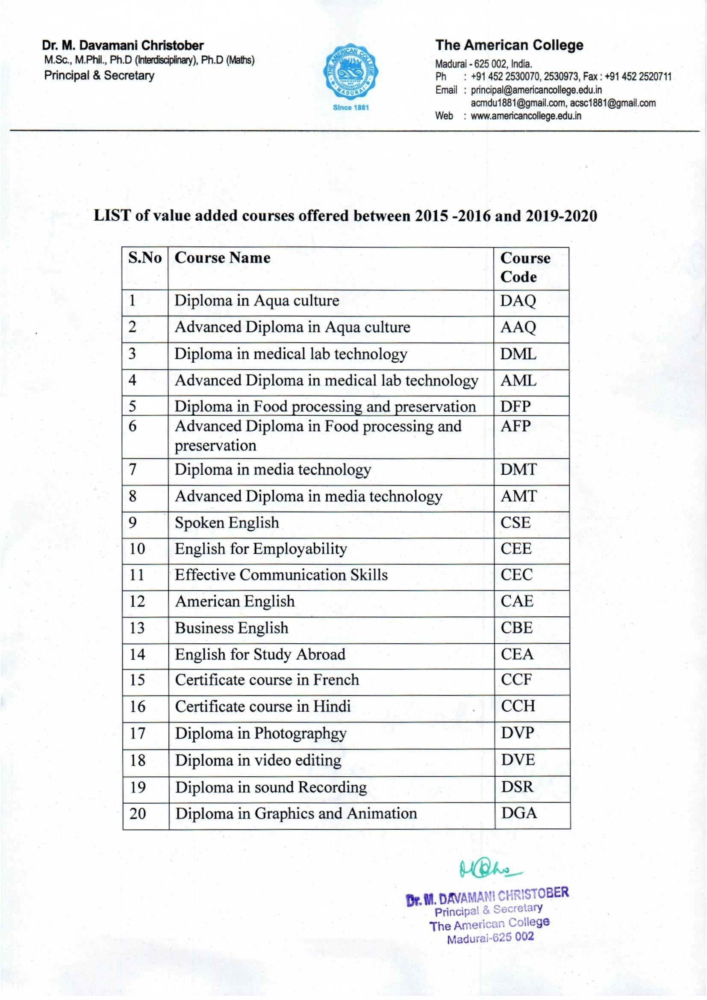 Dr. M. Davamani Christober
M.Sc., M.Phil., Ph.D (Interdisciplinary), Ph.D (Maths)
Principal & Secretary
THE AMERICAN COLLEGE
MADURAI
Since 1881
The American College
Madurai - 625 002, India.
Ph : +91 452 2530070, 2530973, Fax : +91 452 2520711
Email : principal@americancollege.edu.in
acmdu1881@gmail.com, acsc1881@gmail.com
Web : www.americancollege.edu.in
LIST of value added courses offered between 2015 -2016 and 2019-2020
S.No Course Name Course
Code
1 Diploma in Aqua culture DAQ
2 Advanced Diploma in Aqua culture AAQ
3 Diploma in medical lab technology DML
4 Advanced Diploma in medical lab technology AML
5 Diploma in Food processing and preservation DFP
6 Advanced Diploma in Food processing and AFP
preservation
7 Diploma in media technology DMT
8 Advanced Diploma in media technology AMT
9 Spoken English CSE
10 English for Employability CEE
11 Effective Communication Skills CEC
12 American English CAE
13 Business English CBE
14 English for Study Abroad CEA
15 Certificate course in French CCF
16 Certificate course in Hindi CCH
17 Diploma in Photographgy DVP
18 Diploma in video editing DVE
19 Diploma in sound Recording DSR
20 Diploma in Graphics and Animation DGA
Dr. M. DAVAMANI CHRISTOBER
Principal & Secretary
The American College
Madurai-625 002